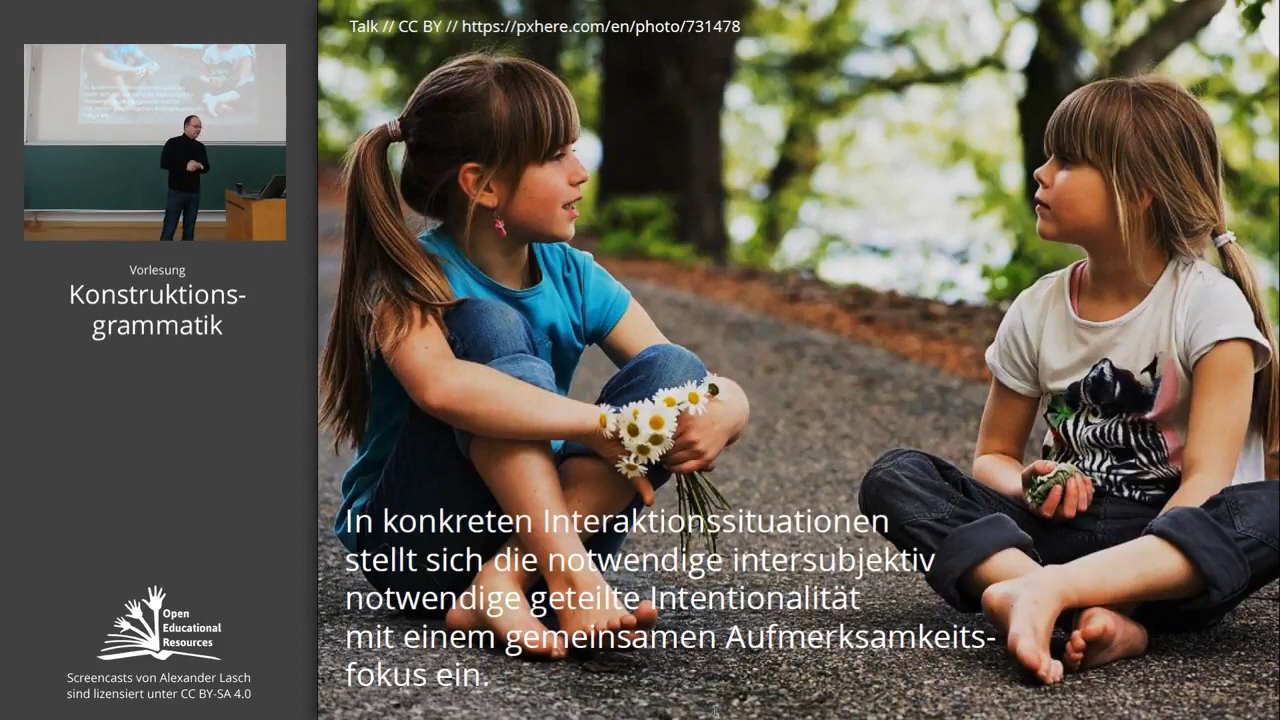 Talk // CC BY // https://pxhere.com/en/photo/731478
Vorlesung
Konstruktions-
grammatik
In konkreten Interaktionssituationen
stellt sich die notwendige intersubjektiv
notwendige geteilte Intentionalität
mit einem gemeinsamen Aufmerksamkeits-
fokus ein.
Open
Educational
Resources
Screencasts von Alexander Lasch
sind lizensiert unter CC BY-SA 4.0